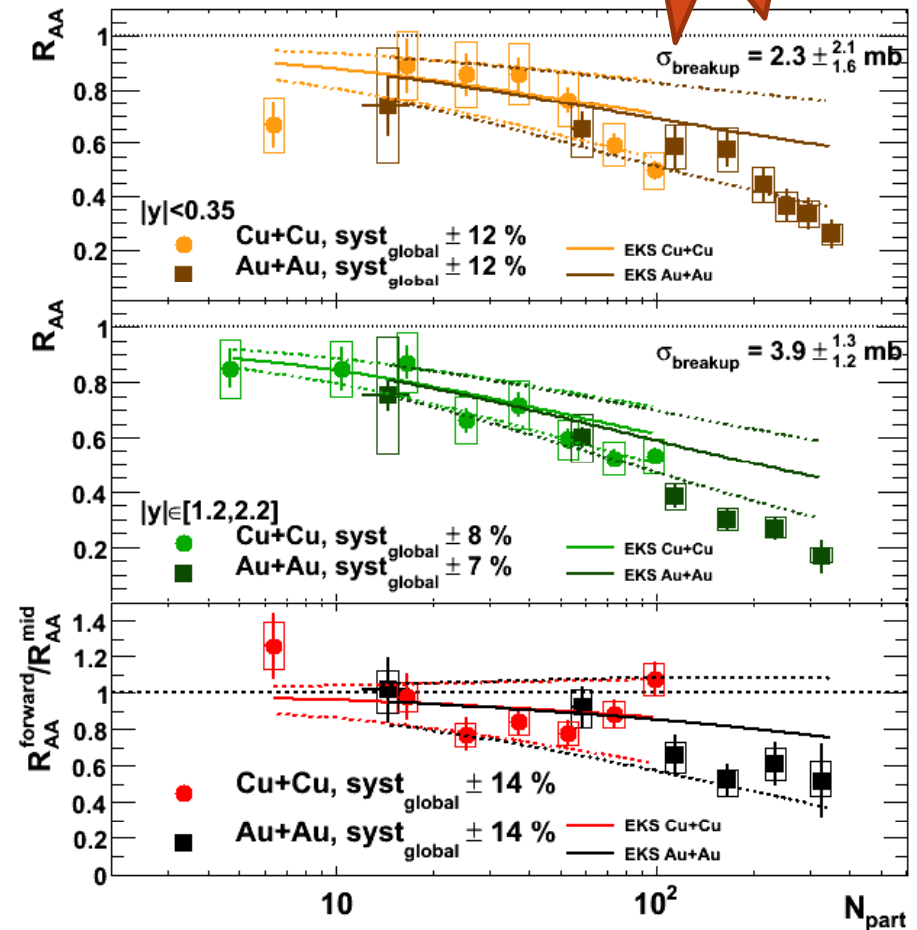 R_AA
1
0.8
0.6
0.4
0.2
σ_breakup = 2.3 ± ^2.1 _1.6 mb
|y|<0.35
Cu+Cu, syst_global ± 12 %
Au+Au, syst_global ± 12 %
EKS Cu+Cu
EKS Au+Au
R_AA
1
0.8
0.6
0.4
0.2
σ_breakup = 3.9 ± ^1.3 _1.2 mb
|y|∈[1.2,2.2]
Cu+Cu, syst_global ± 8 %
Au+Au, syst_global ± 7 %
EKS Cu+Cu
EKS Au+Au
R_AA^forward/R_AA^mid
1.4
1.2
1
0.8
0.6
0.4
0.2
0
Cu+Cu, syst_global ± 14 %
Au+Au, syst_global ± 14 %
EKS Cu+Cu
EKS Au+Au
10
10^2
N_part